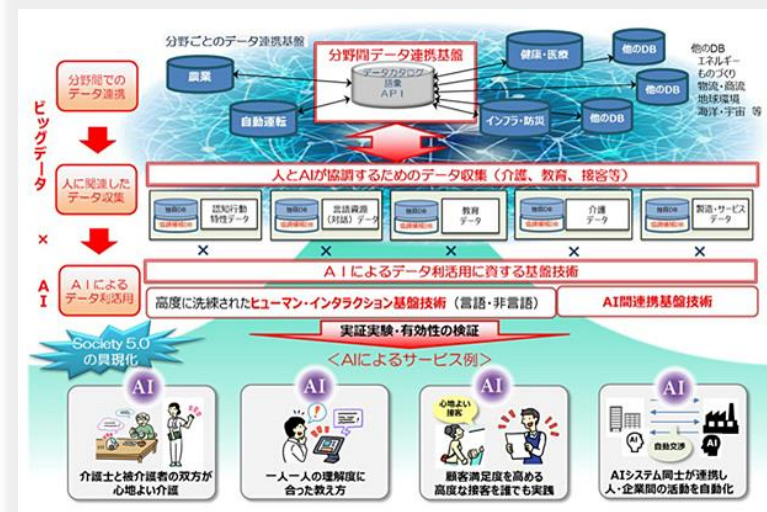 分野ごとのデータ連携基盤
分野間データ連携基盤
データカタログ
語彙
API
農業
自動運転
健康・医療
インフラ・防災
他のDB
他のDB
他のDB
他のDB
エネルギー
ものづくり
物流・商流
地球環境
海洋・宇宙 等
ビッグデータ
×
AI
分野間での
データ連携
人に関連した
データ収集
AIによる
データ利活用
人とAIが協調するためのデータ収集（介護、教育、接客等）
認知行動
特性データ
言語資源
（対話）データ
教育
データ
介護
データ
製造・サービス
データ
×
×
×
×
×
AIによるデータ利活用に資する基盤技術
高度に洗練されたヒューマン・インタラクション基盤技術（言語・非言語）
AI間連携基盤技術
実証実験・有効性の検証
Society 5.0
の具現化
＜AIによるサービス例＞
AI
介護士と被介護者の双方が
心地よい介護
AI
一人一人の理解度に
合った教え方
AI
心地よい
接客
顧客満足度を高める
高度な接客を誰でも実践
AI
自動交渉
AI
AI
AIシステム同士が連携し
人・企業間の活動を自動化